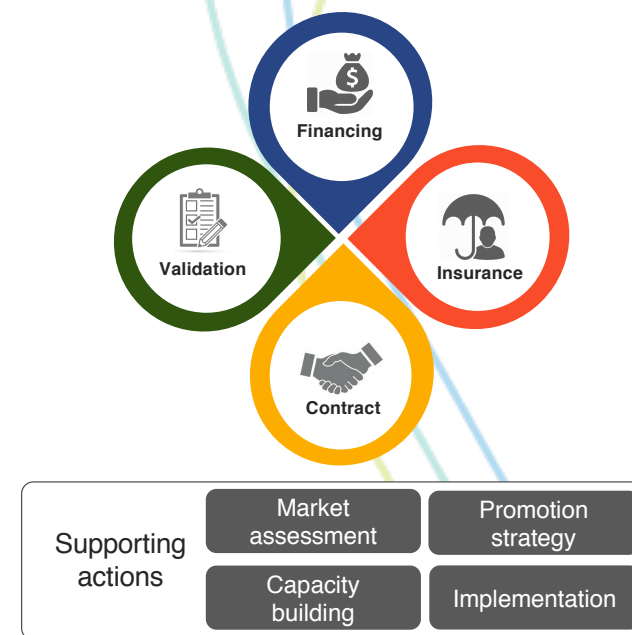 $
Financing
Validation
Insurance
Contract
Supporting
actions
Market
assessment
Promotion
strategy
Capacity
building
Implementation